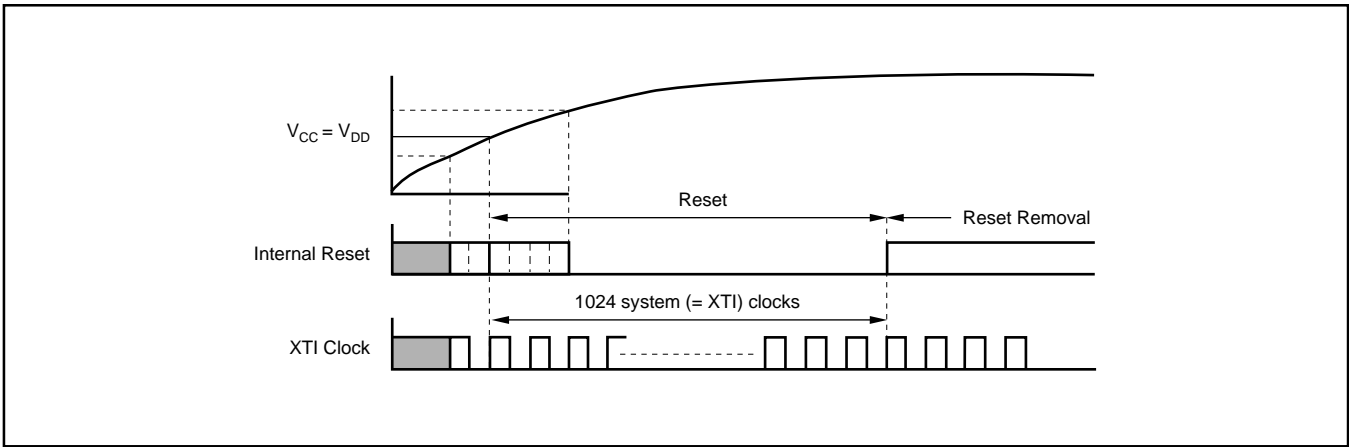 V_CC = V_DD
Reset
Reset Removal
Internal Reset
1024 system (= XTI) clocks
XTI Clock